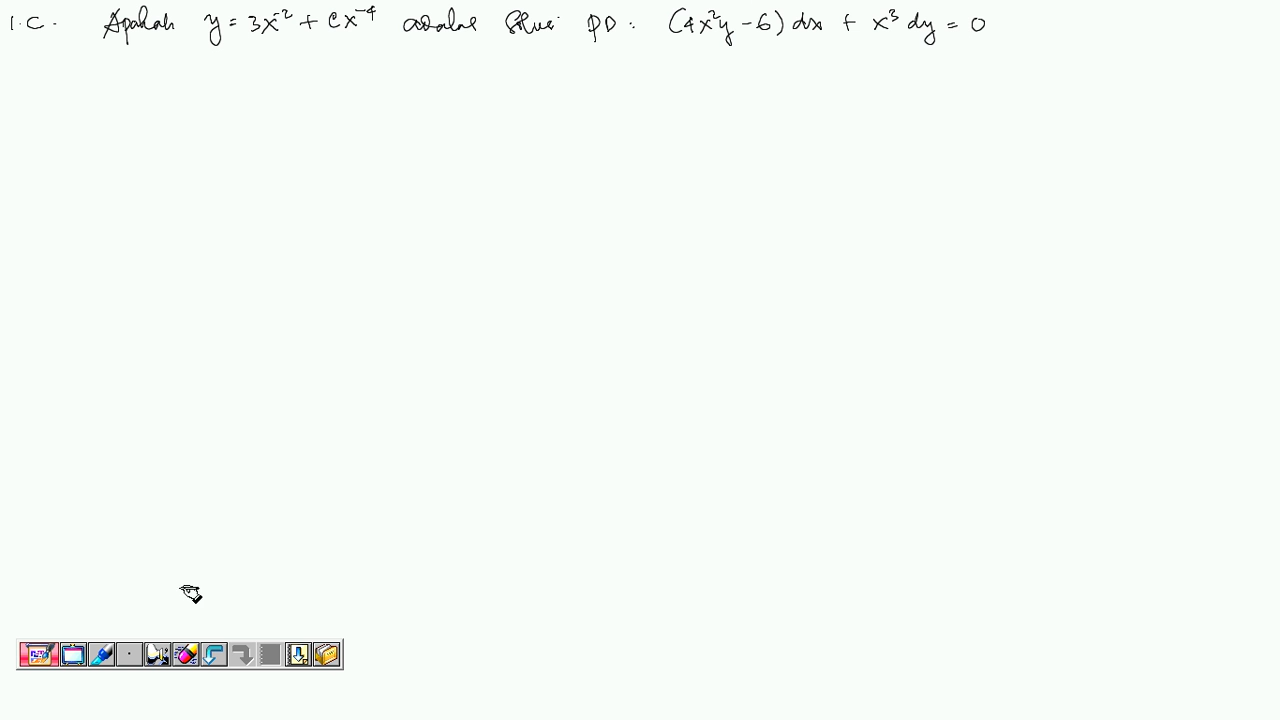 1.c. Apakah y = 3x⁻² + cx⁻⁴ adalah Solusi PD : (4x²y - 6) dx + x³ dy = 0